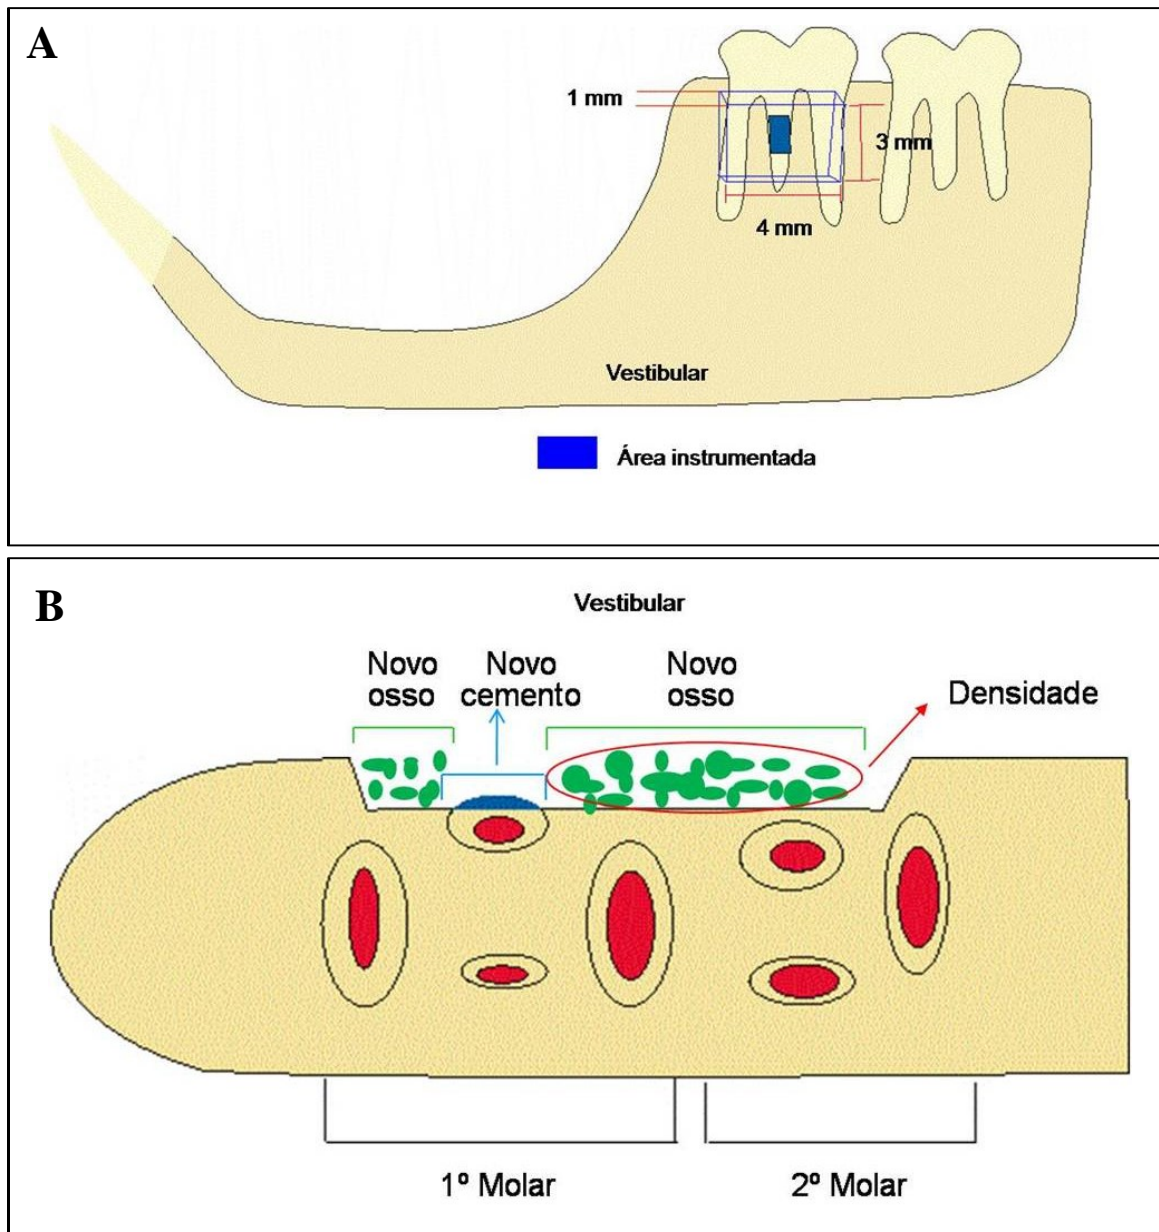 A
1 mm
3 mm
4 mm
Vestibular
Área instrumentada
B
Vestibular
Novo
osso
Novo
cemento
Novo
osso
Densidade
1º Molar
2º Molar